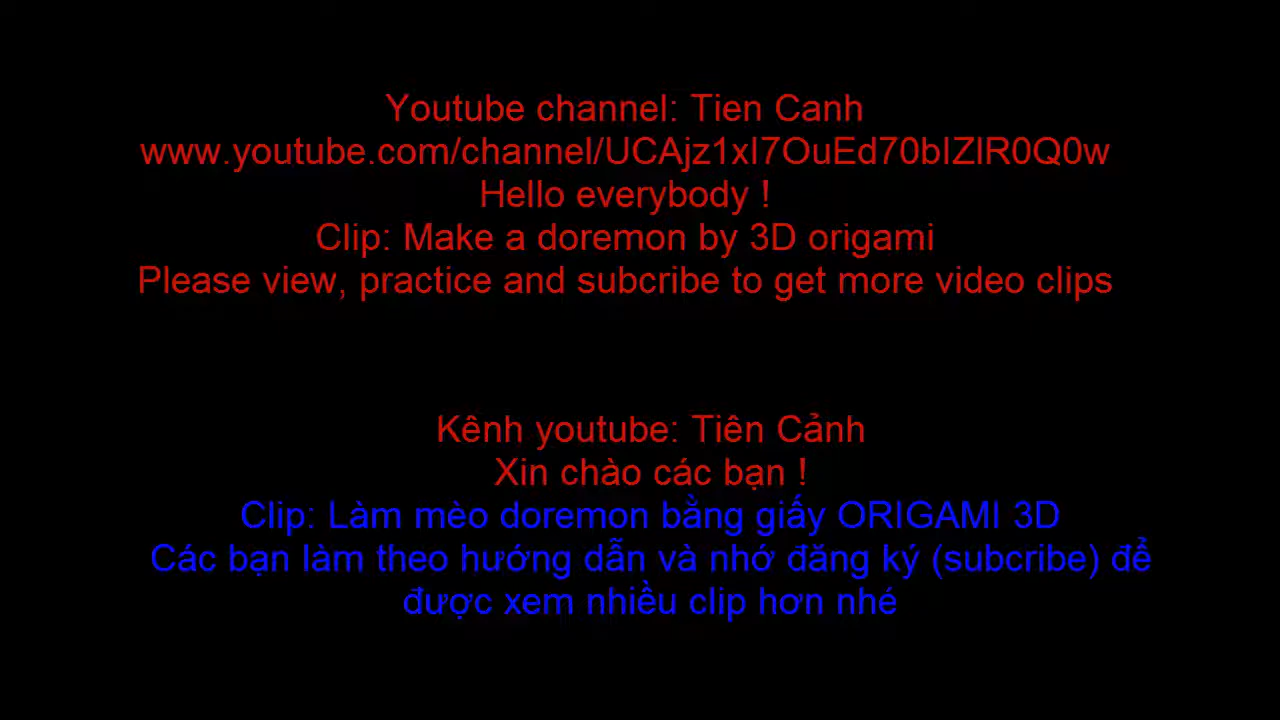 Youtube channel: Tien Canh
www.youtube.com/channel/UCAjz1xI7OuEd70bIZlR0Q0w
Hello everybody !
Clip: Make a doremon by 3D origami
Please view, practice and subcribe to get more video clips
Kênh youtube: Tiên Cảnh
Xin chào các bạn !
Clip: Làm mèo doremon bằng giấy ORIGAMI 3D
Các bạn làm theo hướng dẫn và nhớ đăng ký (subcribe) để
được xem nhiều clip hơn nhé